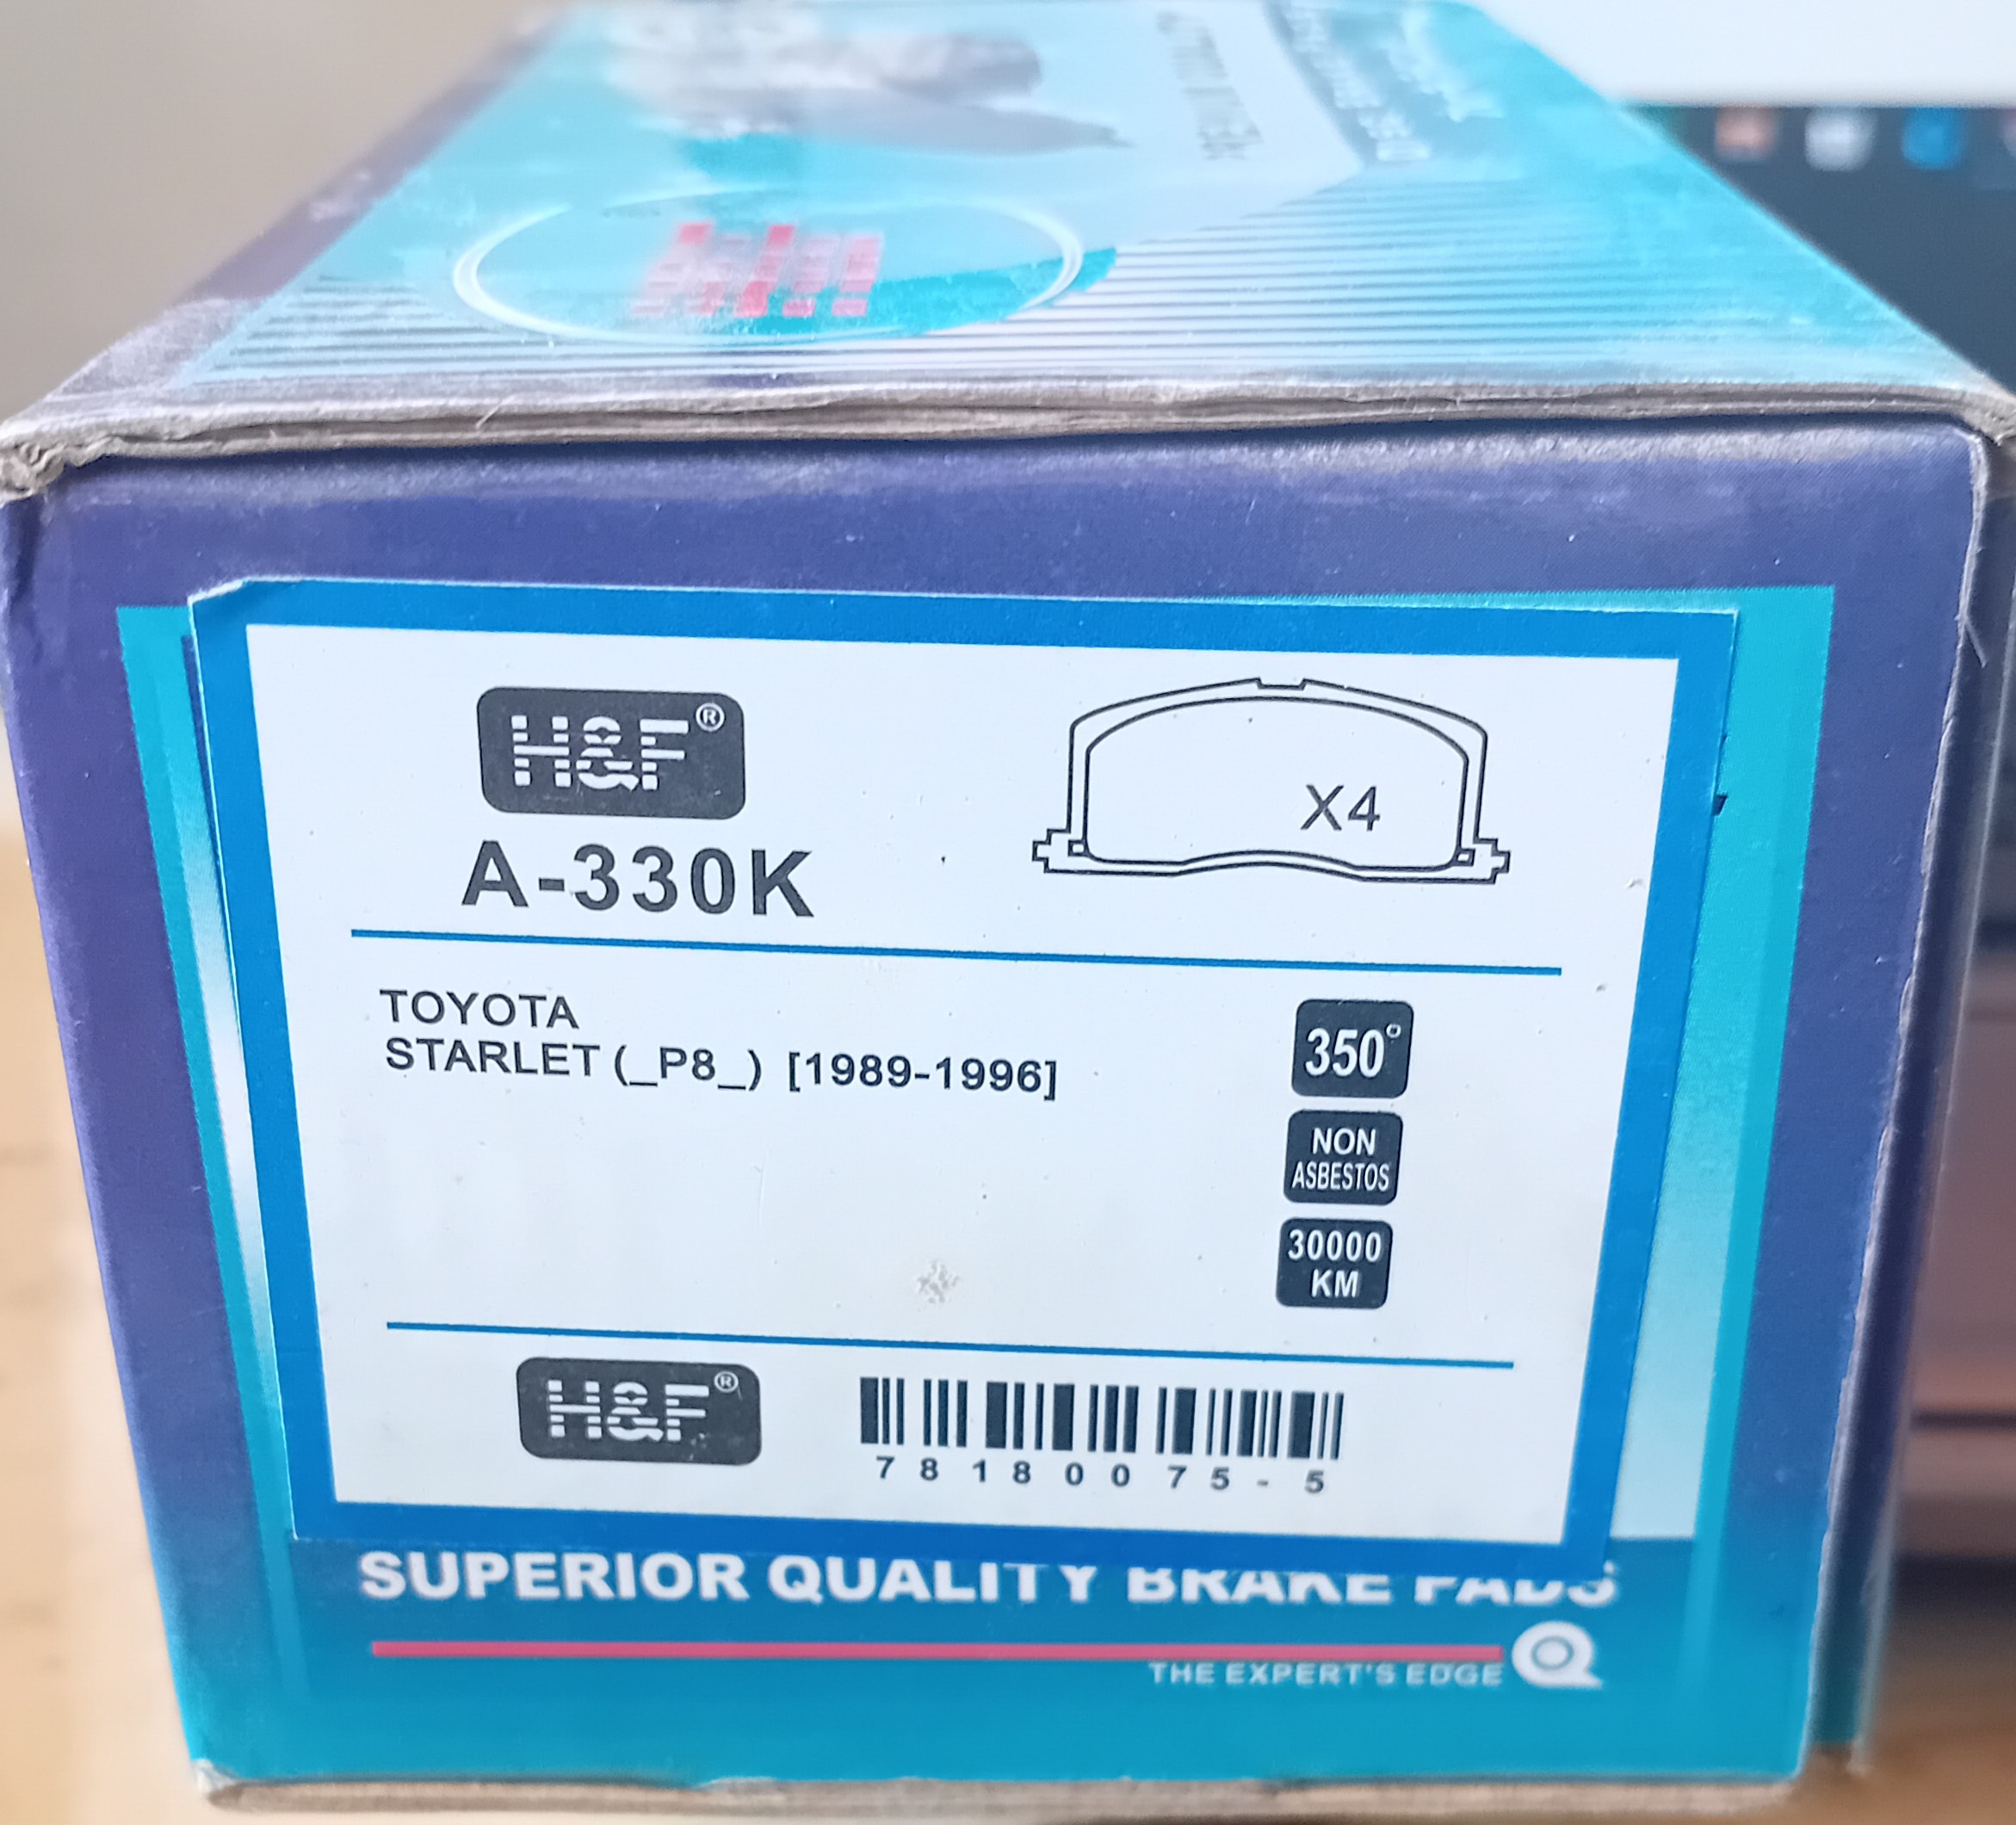 H&F®
A-330K
X4
TOYOTA
STARLET (_P8_) [1989-1996]
350°
NON
ASBESTOS
30000
KM
H&F®
78180075-5
SUPERIOR QUALITY BRAKE PADS
THE EXPERT'S EDGE